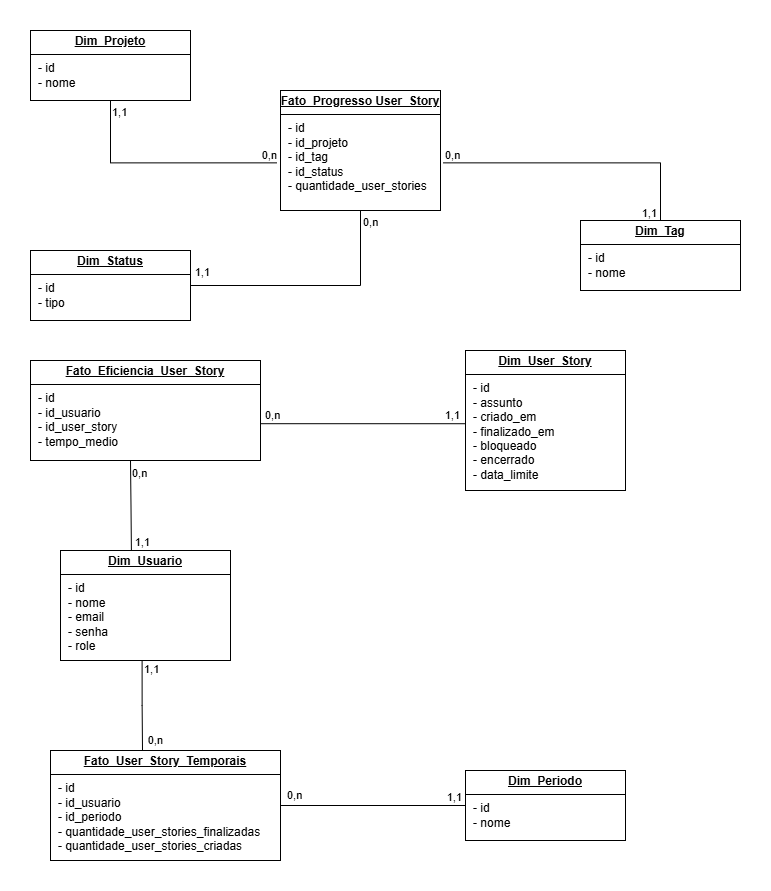 Dim_Projeto
- id
- nome
1,1
Fato_Progresso User_Story
- id
- id_projeto
- id_tag
- id_status
- quantidade_user_stories
0,n
0,n
0,n
1,1
Dim_Tag
- id
- nome
Dim_Status
- id
- tipo
1,1
Fato_Eficiencia_User_Story
- id
- id_usuario
- id_user_story
- tempo_medio
0,n
1,1
Dim_User_Story
- id
- assunto
- criado_em
- finalizado_em
- bloqueado
- encerrado
- data_limite
0,n
1,1
Dim_Usuario
- id
- nome
- email
- senha
- role
1,1
0,n
Fato_User_Story_Temporais
- id
- id_usuario
- id_periodo
- quantidade_user_stories_finalizadas
- quantidade_user_stories_criadas
0,n
1,1
Dim_Periodo
- id
- nome